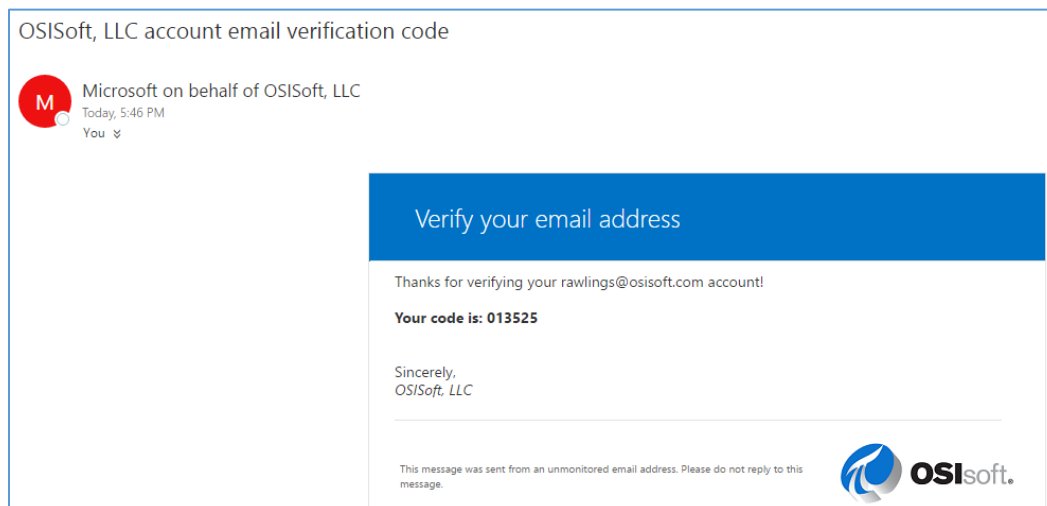 OSISoft, LLC account email verification code
M
Microsoft on behalf of OSISoft, LLC
Today, 5:46 PM
You
Verify your email address
Thanks for verifying your rawlings@osisoft.com account!
Your code is: 013525
Sincerely,
OSISoft, LLC
This message was sent from an unmonitored email address. Please do not reply to this
message.
OSIsoft.